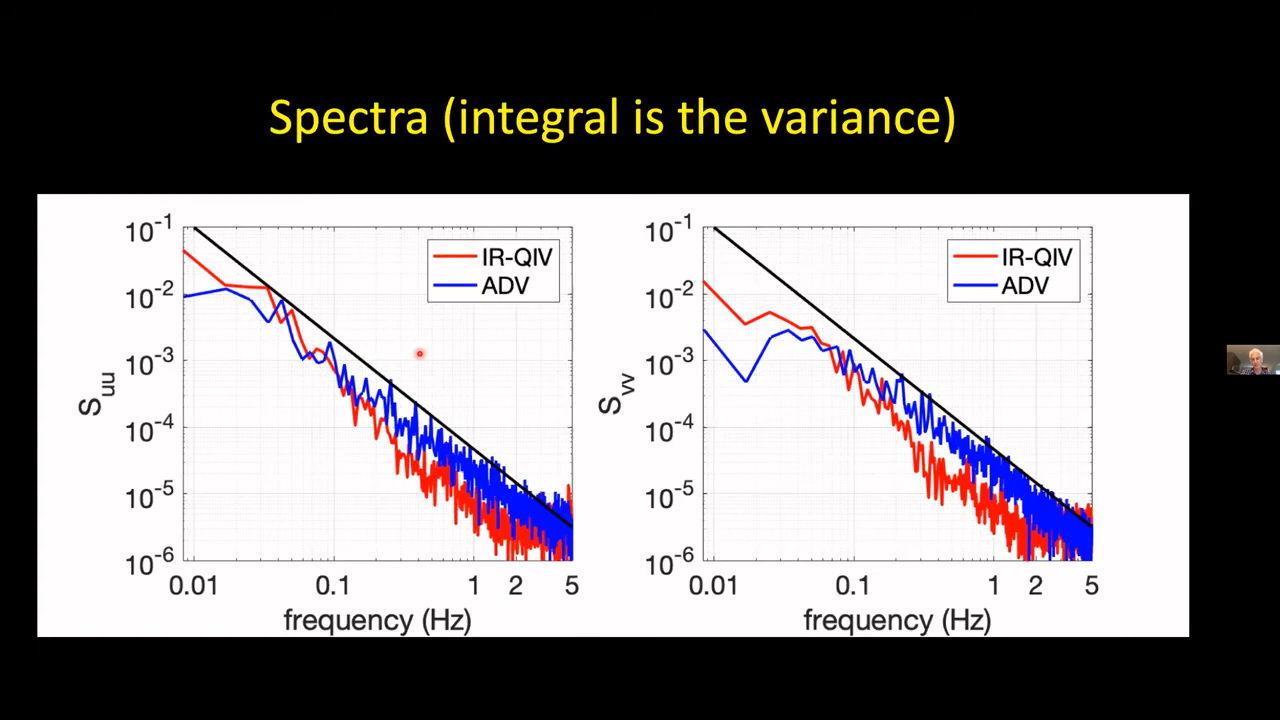 Spectra (integral is the variance)
10^-1
10^-2
10^-3
10^-4
10^-5
10^-6
S_uu
IR-QIV
ADV
0.01 0.1 1 2 5
frequency (Hz)
10^-1
10^-2
10^-3
10^-4
10^-5
10^-6
S_vv
IR-QIV
ADV
0.01 0.1 1 2 5
frequency (Hz)